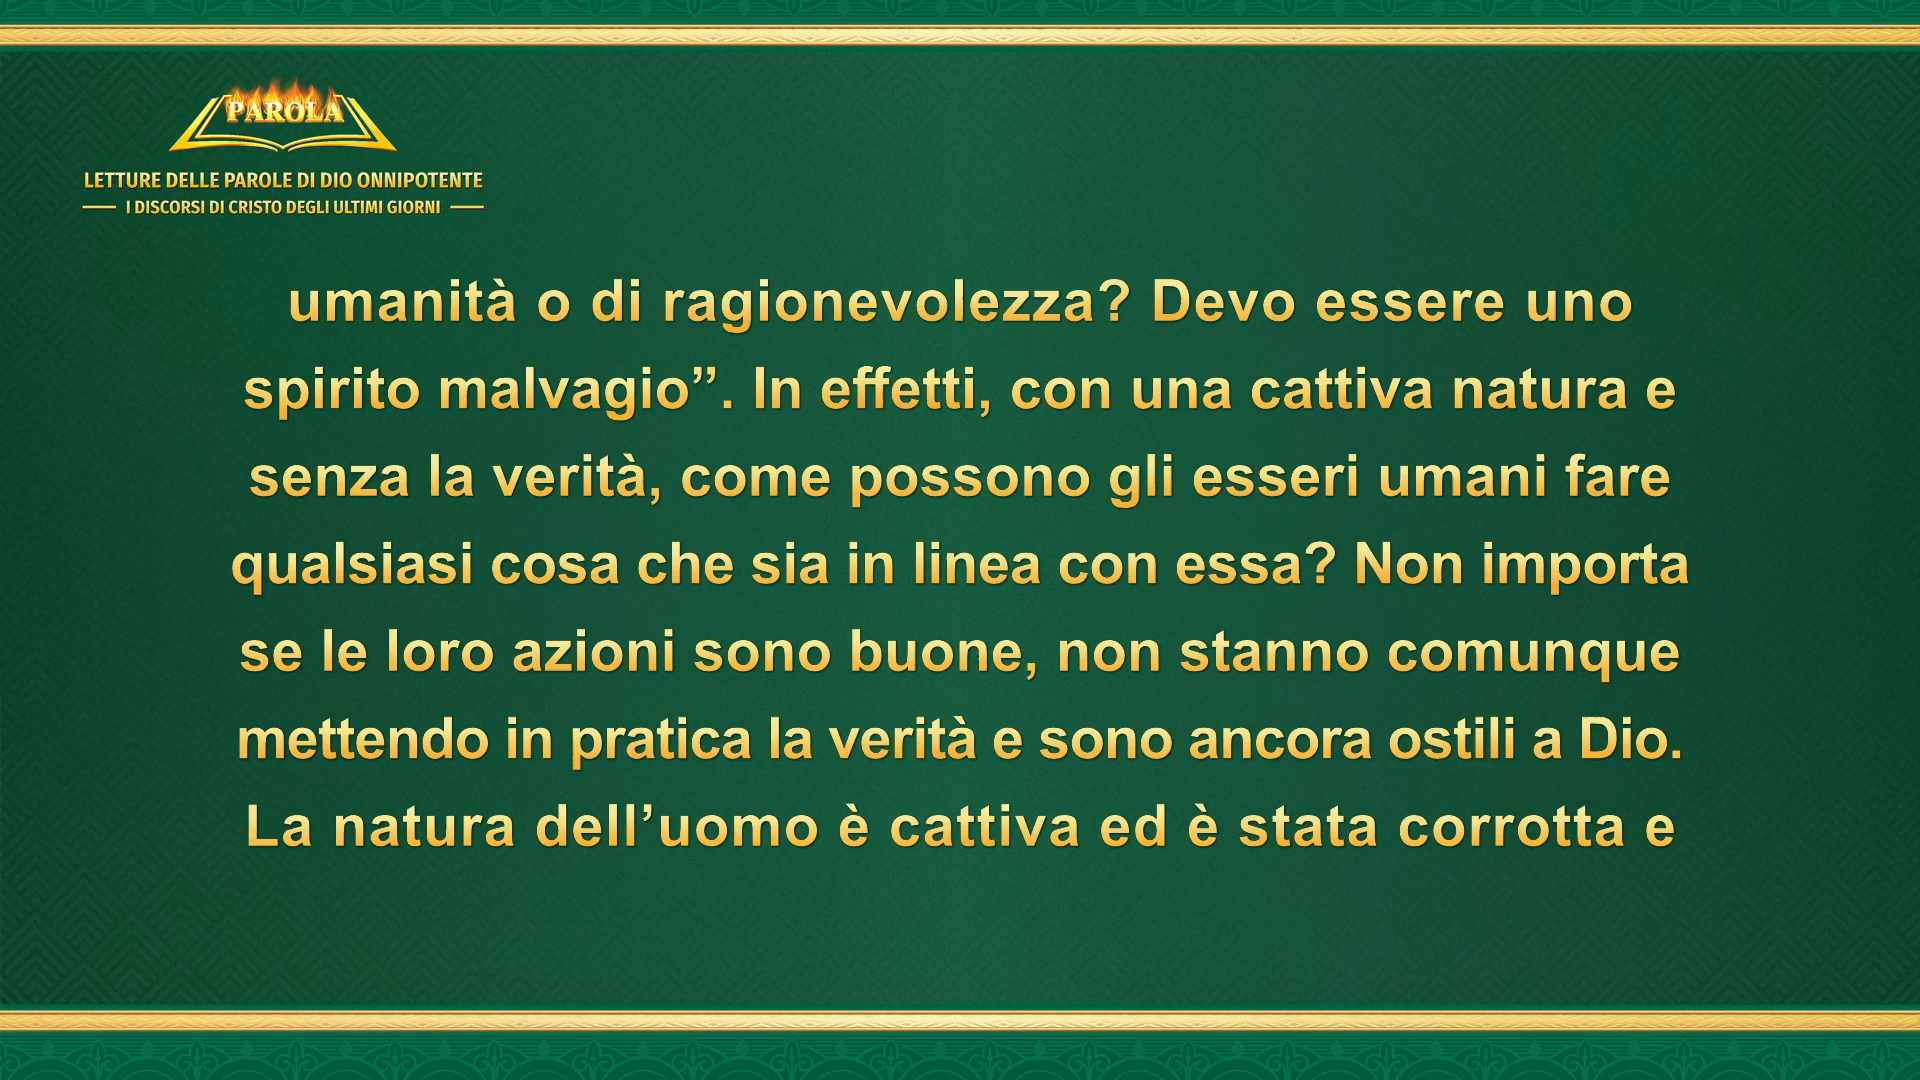 PAROLA
LETTURE DELLE PAROLE DI DIO ONNIPOTENTE
I DISCORSI DI CRISTO DEGLI ULTIMI GIORNI
umanità o di ragionevolezza? Devo essere uno
spirito malvagio”. In effetti, con una cattiva natura e
senza la verità, come possono gli esseri umani fare
qualsiasi cosa che sia in linea con essa? Non importa
se le loro azioni sono buone, non stanno comunque
mettendo in pratica la verità e sono ancora ostili a Dio.
La natura dell’uomo è cattiva ed è stata corrotta e